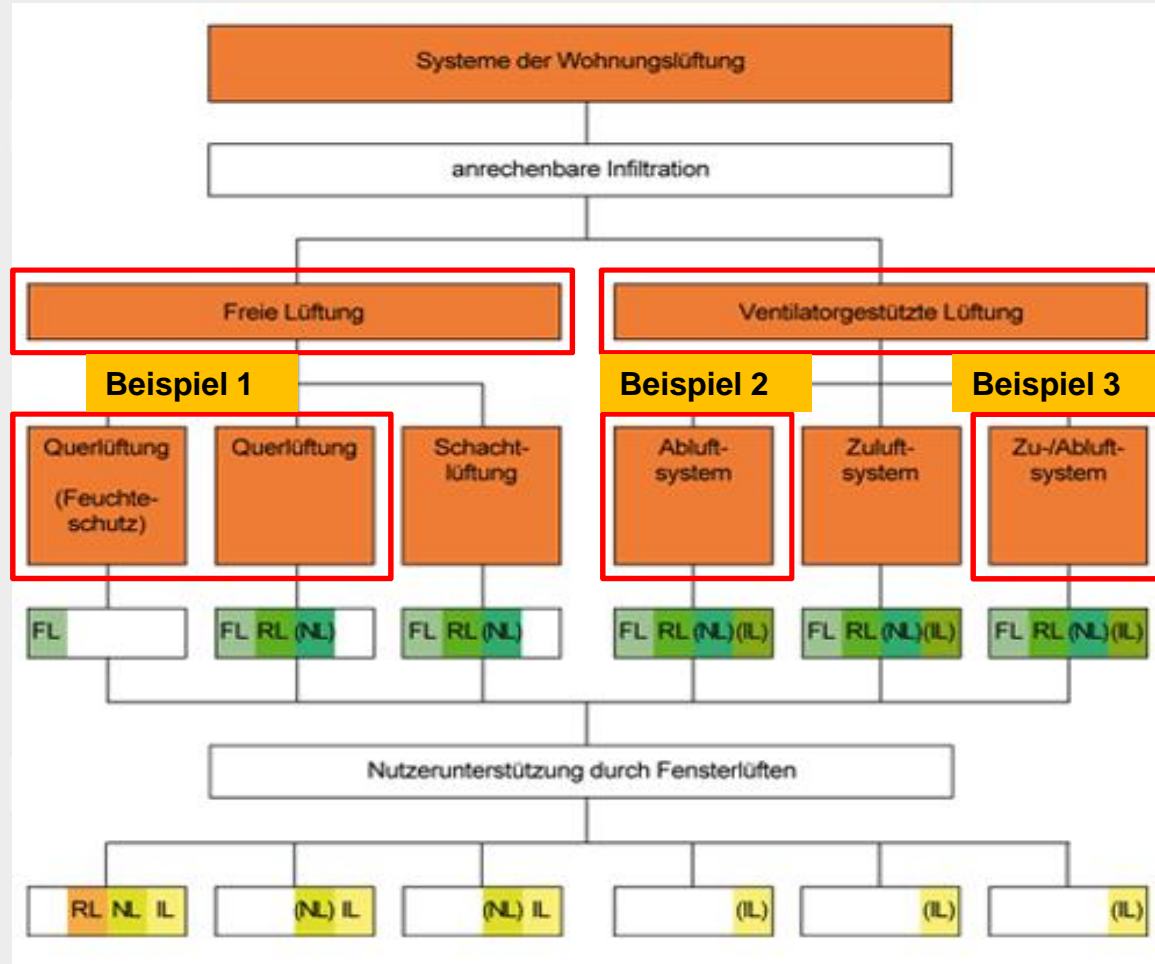 Systeme der Wohnungslüftung
anrechenbare Infiltration
Freie Lüftung
Ventilatorgestützte Lüftung
Beispiel 1
Beispiel 2
Beispiel 3
Querlüftung
(Feuchte-
schutz)
Querlüftung
Schacht-
lüftung
Abluft-
system
Zuluft-
system
Zu-/Abluft-
system
FL
FL RL (NL)
FL RL (NL)
FL RL (NL) (IL)
FL RL (NL) (IL)
FL RL (NL) (IL)
Nutzerunterstützung durch Fensterlüften
RL NL IL
(NL) IL
(NL) IL
(IL)
(IL)
(IL)